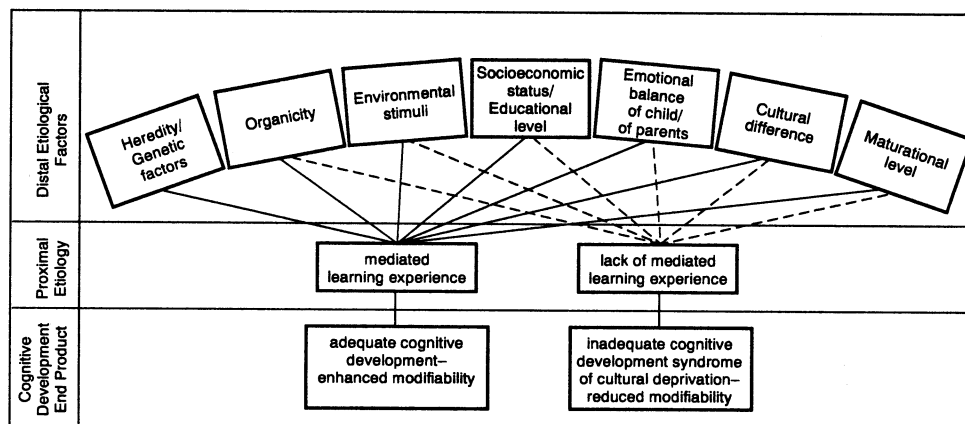 Distal Etiological
Factors
Heredity/
Genetic
factors
Organicity
Environmental
stimuli
Socioeconomic
status/
Educational
level
Emotional
balance
of child/
of parents
Cultural
difference
Maturational
level
Proximal
Etiology
mediated
learning experience
lack of mediated
learning experience
Cognitive
Development
End Product
adequate cognitive
development–
enhanced modifiability
inadequate cognitive
development syndrome
of cultural deprivation–
reduced modifiability